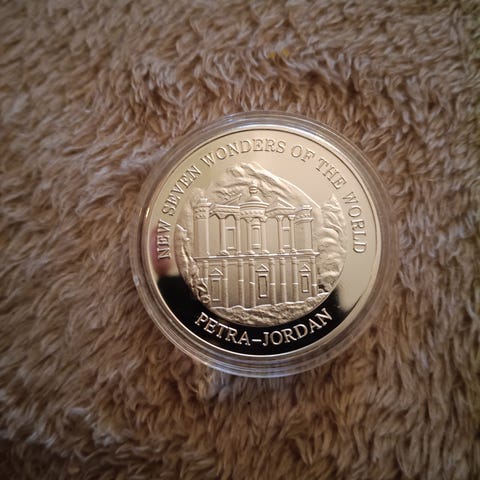 NEW SEVEN WONDERS OF THE WORLD
PETRA–JORDAN